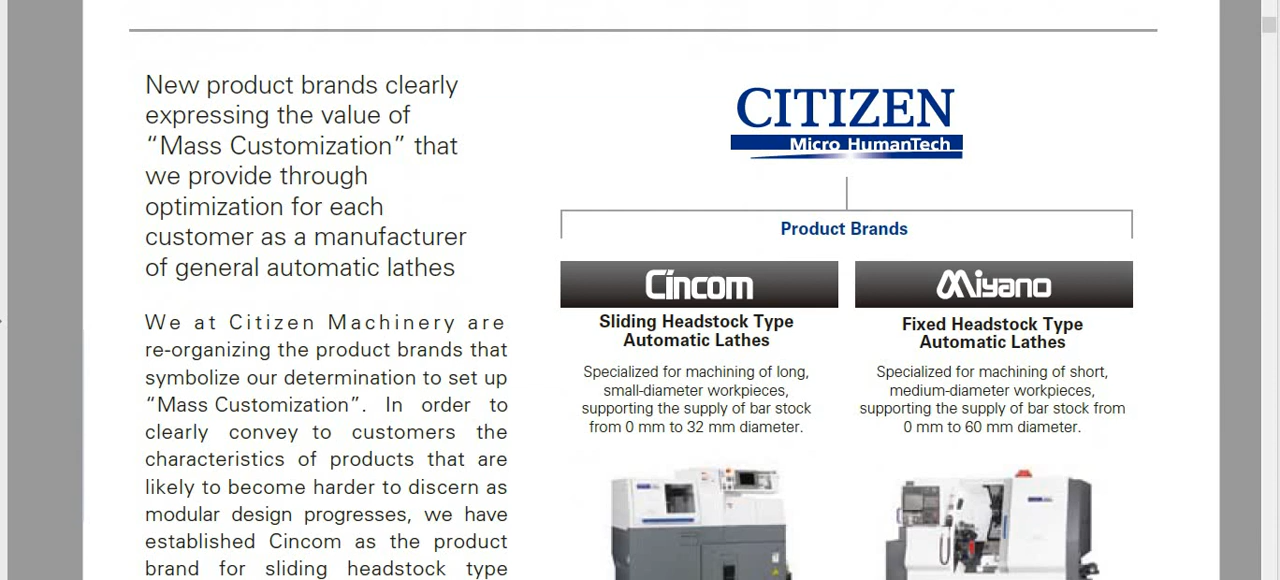 New product brands clearly
expressing the value of
“Mass Customization” that
we provide through
optimization for each
customer as a manufacturer
of general automatic lathes
We at Citizen Machinery are
re-organizing the product brands that
symbolize our determination to set up
“Mass Customization”. In order to
clearly convey to customers the
characteristics of products that are
likely to become harder to discern as
modular design progresses, we have
established Cincom as the product
brand for sliding headstock type
CITIZEN
Micro HumanTech
Product Brands
Cincom
Sliding Headstock Type
Automatic Lathes
Specialized for machining of long,
small-diameter workpieces,
supporting the supply of bar stock
from 0 mm to 32 mm diameter.
Miyano
Fixed Headstock Type
Automatic Lathes
Specialized for machining of short,
medium-diameter workpieces,
supporting the supply of bar stock from
0 mm to 60 mm diameter.